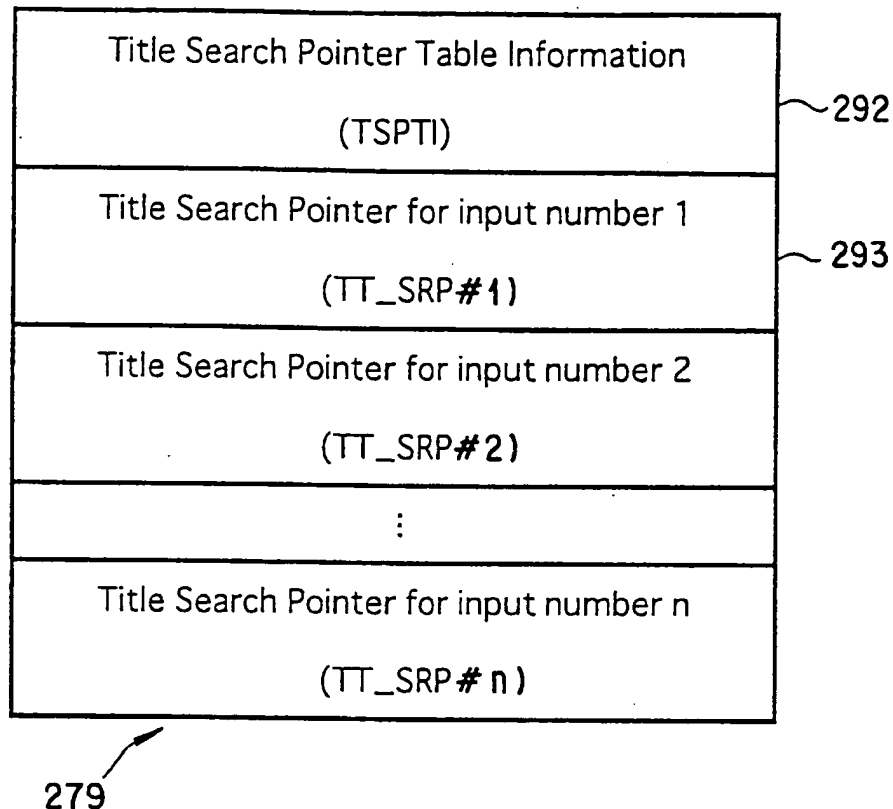 Title Search Pointer Table Information
(TSPTI)
292
Title Search Pointer for input number 1
(TT_SRP#1)
293
Title Search Pointer for input number 2
(TT_SRP#2)
⋮
Title Search Pointer for input number n
(TT_SRP#n)
279